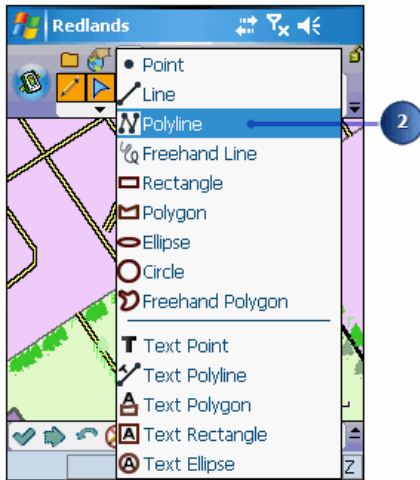 Redlands
Point
Line
Polyline
2
Freehand Line
Rectangle
Polygon
Ellipse
Circle
Freehand Polygon
T Text Point
Text Polyline
A Text Polygon
A Text Rectangle
A Text Ellipse
Z